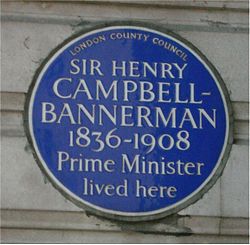 LONDON COUNTY COUNCIL
SIR HENRY
CAMPBELL-
BANNERMAN
1836-1908
Prime Minister
lived here